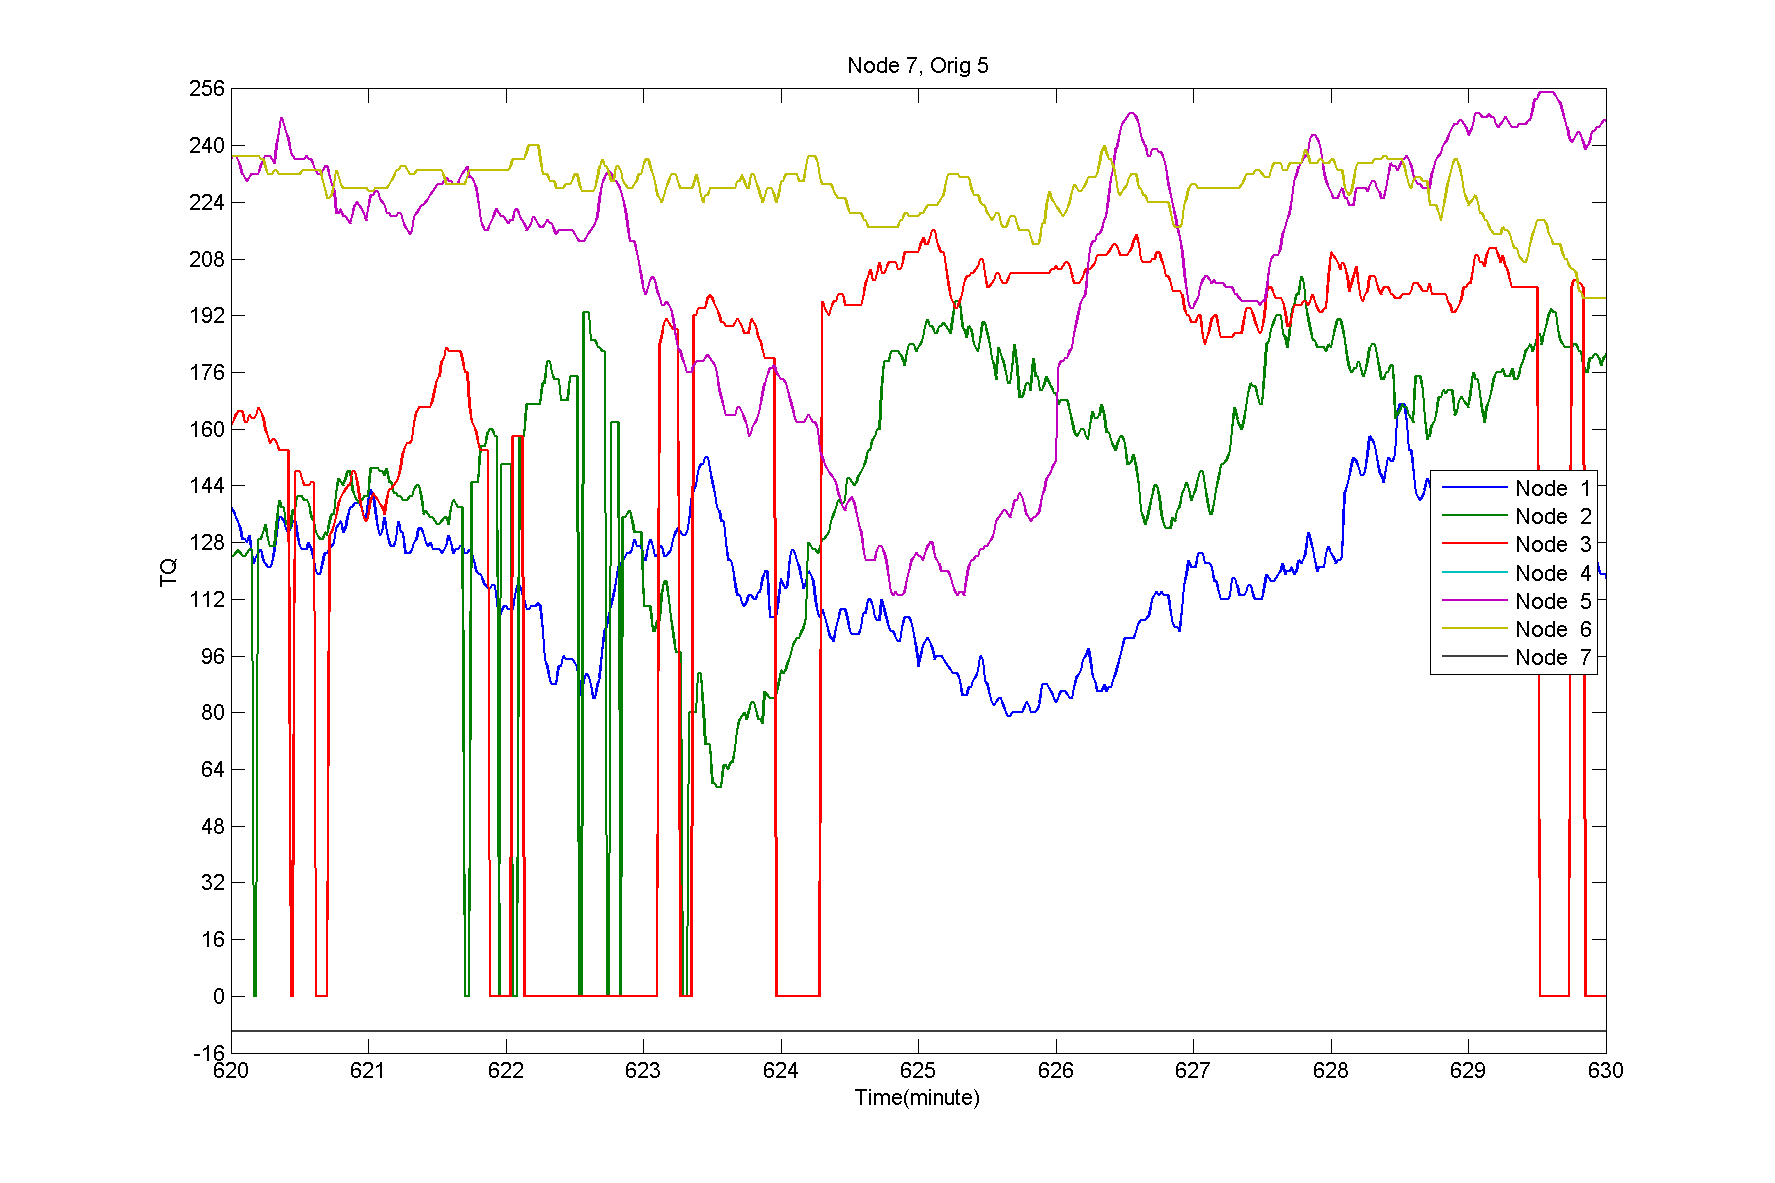 Node 7, Orig 5
256
240
224
208
192
176
160
144
128
112
96
80
64
48
32
16
0
-16
TQ
Node 1
Node 2
Node 3
Node 4
Node 5
Node 6
Node 7
620 621 622 623 624 625 626 627 628 629 630
Time(minute)